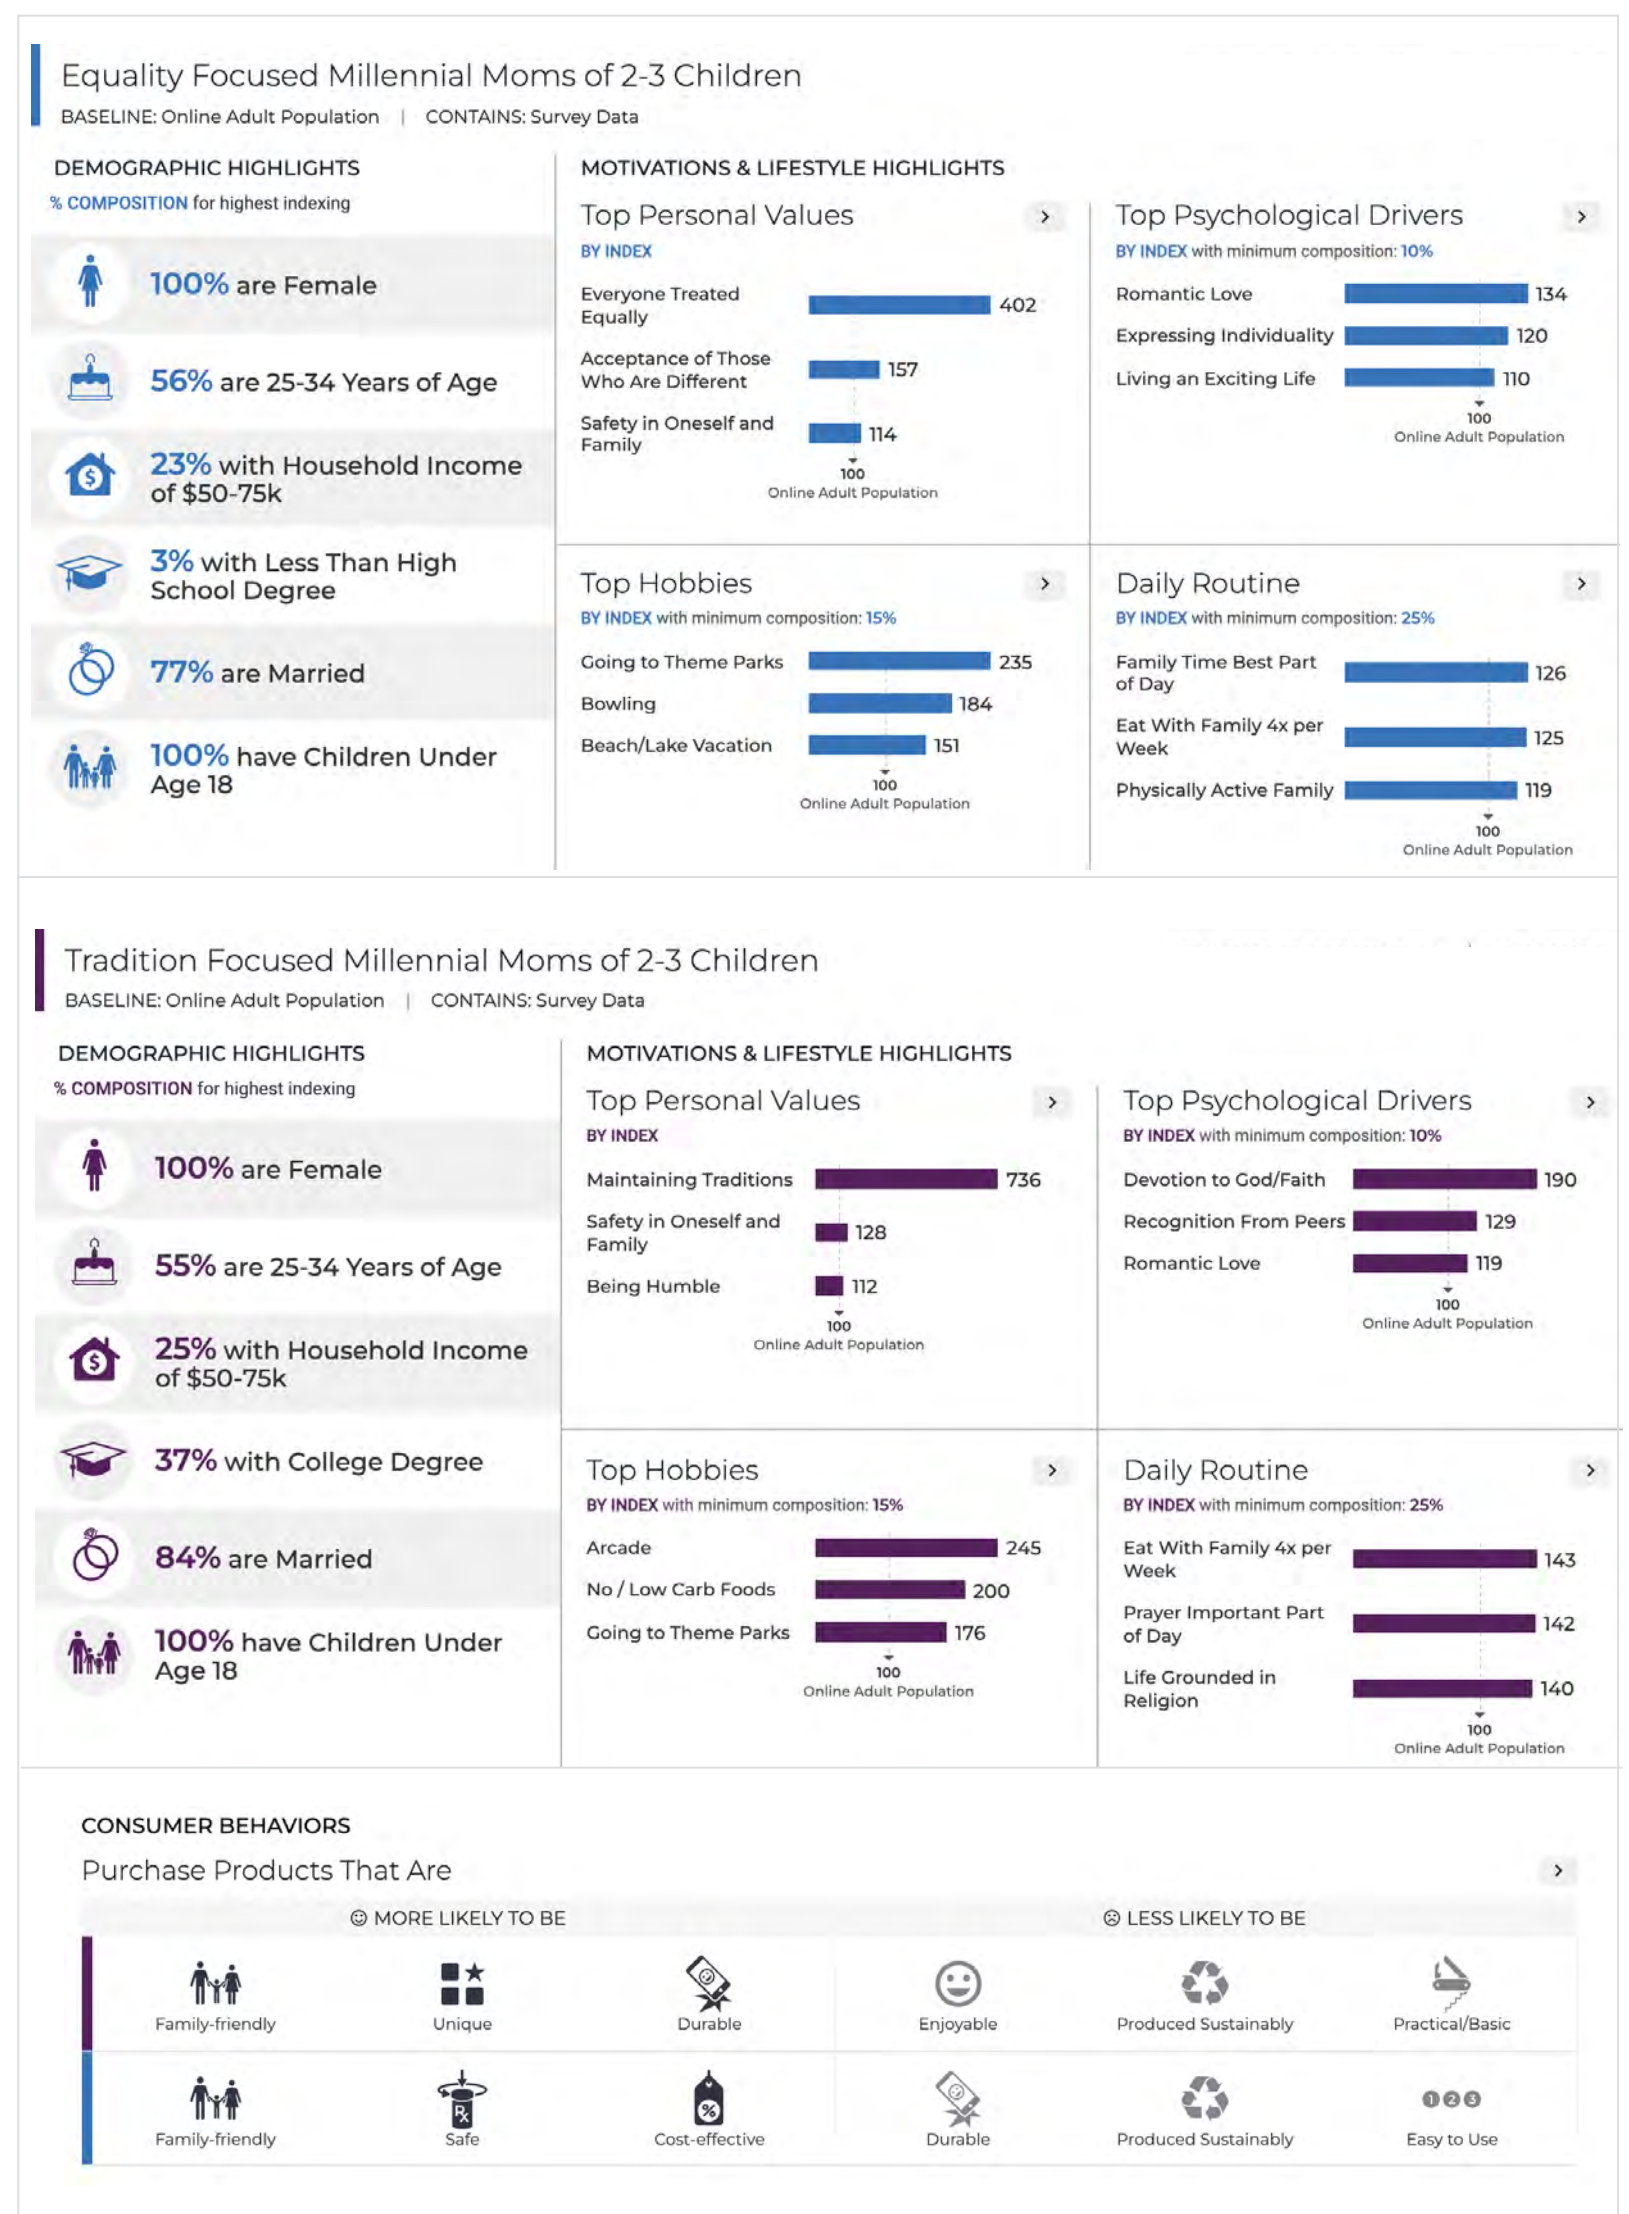 Equality Focused Millennial Moms of 2-3 Children
BASELINE: Online Adult Population | CONTAINS: Survey Data
DEMOGRAPHIC HIGHLIGHTS
% COMPOSITION for highest indexing
100% are Female
56% are 25-34 Years of Age
23% with Household Income
of $50-75k
3% with Less Than High
School Degree
77% are Married
100% have Children Under
Age 18
MOTIVATIONS & LIFESTYLE HIGHLIGHTS
Top Personal Values
>
BY INDEX
Everyone Treated
Equally
402
Acceptance of Those
Who Are Different
157
Safety in Oneself and
Family
114
100
Online Adult Population
Top Psychological Drivers
>
BY INDEX with minimum composition: 10%
Romantic Love 134
Expressing Individuality 120
Living an Exciting Life 110
100
Online Adult Population
Top Hobbies
>
BY INDEX with minimum composition: 15%
Going to Theme Parks 235
Bowling 184
Beach/Lake Vacation 151
100
Online Adult Population
Daily Routine
>
BY INDEX with minimum composition: 25%
Family Time Best Part
of Day
126
Eat With Family 4x per
Week
125
Physically Active Family 119
100
Online Adult Population
Tradition Focused Millennial Moms of 2-3 Children
BASELINE: Online Adult Population | CONTAINS: Survey Data
DEMOGRAPHIC HIGHLIGHTS
% COMPOSITION for highest indexing
100% are Female
55% are 25-34 Years of Age
25% with Household Income
of $50-75k
37% with College Degree
84% are Married
100% have Children Under
Age 18
MOTIVATIONS & LIFESTYLE HIGHLIGHTS
Top Personal Values
>
BY INDEX
Maintaining Traditions 736
Safety in Oneself and
Family
128
Being Humble 112
100
Online Adult Population
Top Psychological Drivers
>
BY INDEX with minimum composition: 10%
Devotion to God/Faith 190
Recognition From Peers 129
Romantic Love 119
100
Online Adult Population
Top Hobbies
>
BY INDEX with minimum composition: 15%
Arcade 245
No / Low Carb Foods 200
Going to Theme Parks 176
100
Online Adult Population
Daily Routine
>
BY INDEX with minimum composition: 25%
Eat With Family 4x per
Week
143
Prayer Important Part
of Day
142
Life Grounded in
Religion
140
100
Online Adult Population
CONSUMER BEHAVIORS
Purchase Products That Are
>
MORE LIKELY TO BE
LESS LIKELY TO BE
Family-friendly
Unique
Durable
Enjoyable
Produced Sustainably
Practical/Basic
Family-friendly
Rx
Safe
%
Cost-effective
Durable
Produced Sustainably
1 2 3
Easy to Use